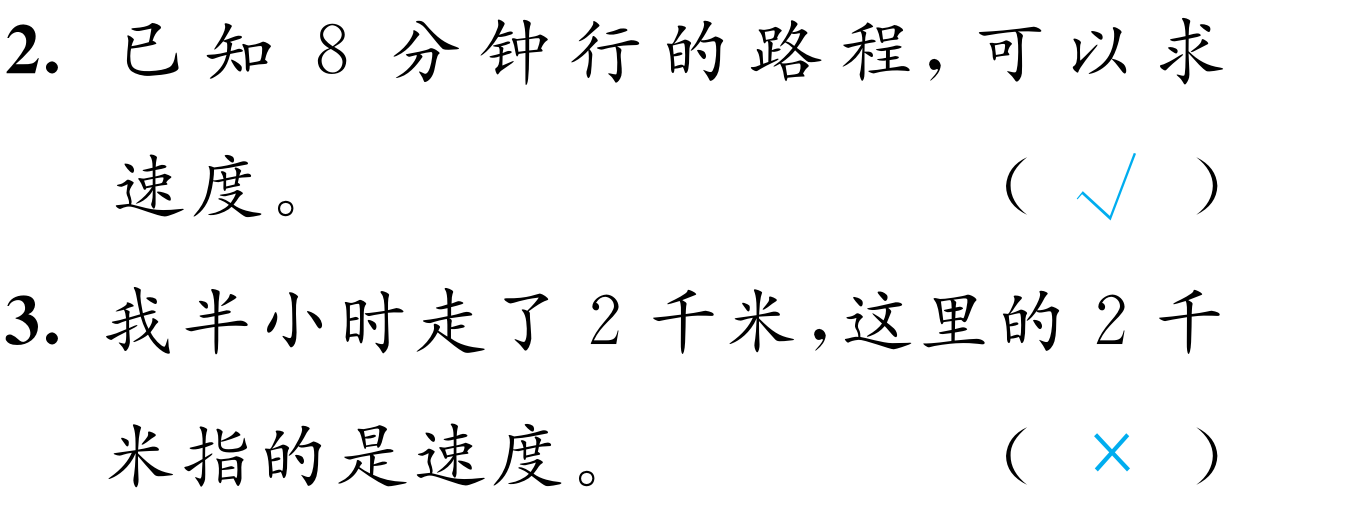 2. 已知 8 分钟行的路程,可以求
速度。 ( √ )
3. 我半小时走了 2 千米,这里的 2 千
米指的是速度。 ( × )